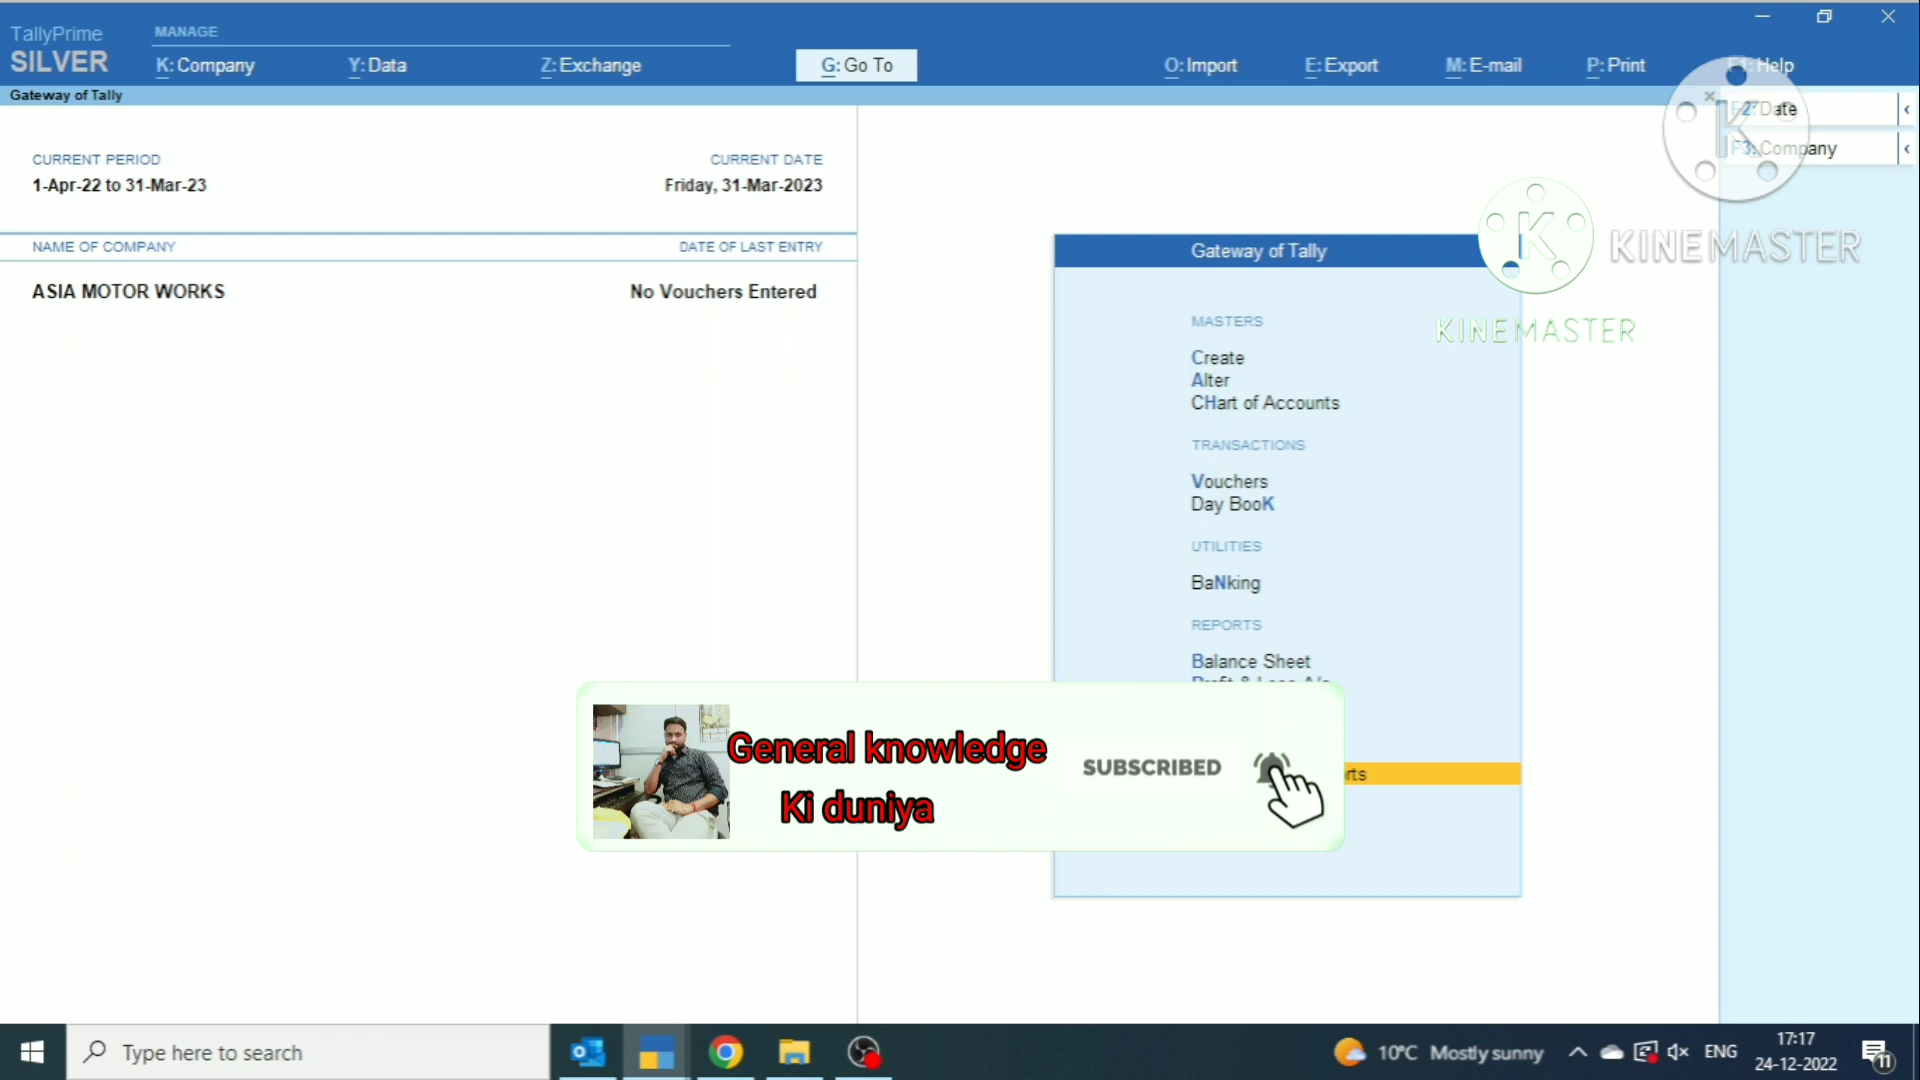 TallyPrime
SILVER
MANAGE
K: Company
Y: Data
Z: Exchange
G: Go To
O: Import
E: Export
M: E-mail
P: Print
F1: Help
Gateway of Tally
F2: Date
F3: Company
CURRENT PERIOD
CURRENT DATE
1-Apr-22 to 31-Mar-23
Friday, 31-Mar-2023
NAME OF COMPANY
DATE OF LAST ENTRY
ASIA MOTOR WORKS
No Vouchers Entered
KINEMASTER
KINEMASTER
Gateway of Tally
MASTERS
Create
Alter
CHart of Accounts
TRANSACTIONS
Vouchers
Day BooK
UTILITIES
BaNking
REPORTS
Balance Sheet
General knowledge
Ki duniya
SUBSCRIBED
Type here to search
10°C Mostly sunny
ENG
17:17
24-12-2022
11